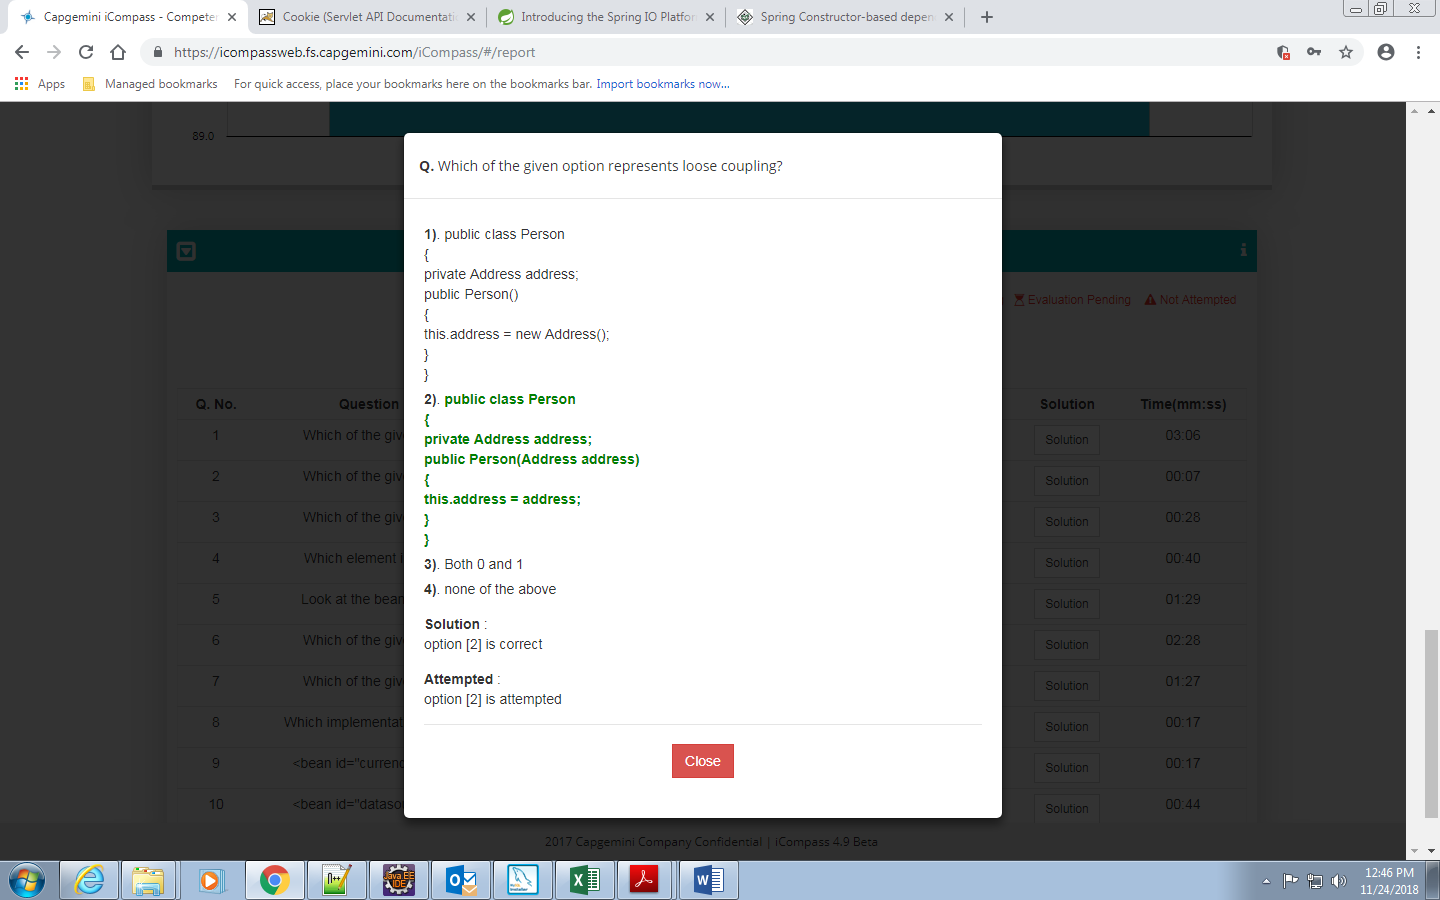 Capgemini iCompass - Competen
Cookie (Servlet API Documentati
Introducing the Spring IO Platfor
Spring Constructor-based depen
https://icompassweb.fs.capgemini.com/iCompass/#/report
Apps
Managed bookmarks
For quick access, place your bookmarks here on the bookmarks bar. Import bookmarks now...
89.0
Q. Which of the given option represents loose coupling?
1). public class Person
{
private Address address;
public Person()
{
this.address = new Address();
}
}
2). public class Person
{
private Address address;
public Person(Address address)
{
this.address = address;
}
}
3). Both 0 and 1
4). none of the above
Solution :
option [2] is correct
Attempted :
option [2] is attempted
Close
Evaluation Pending
Not Attempted
Q. No.
Question
Solution
Time(mm:ss)
1
Which of the giv
Solution
03:06
2
Which of the giv
Solution
00:07
3
Which of the giv
Solution
00:28
4
Which element i
Solution
00:40
5
Look at the bean
Solution
01:29
6
Which of the giv
Solution
02:28
7
Which of the giv
Solution
01:27
8
Which implementat
Solution
00:17
9
<bean id="currenc
Solution
00:17
10
<bean id="dataso
Solution
00:44
2017 Capgemini Company Confidential | iCompass 4.9 Beta
Java EE
IDE
12:46 PM
11/24/2018